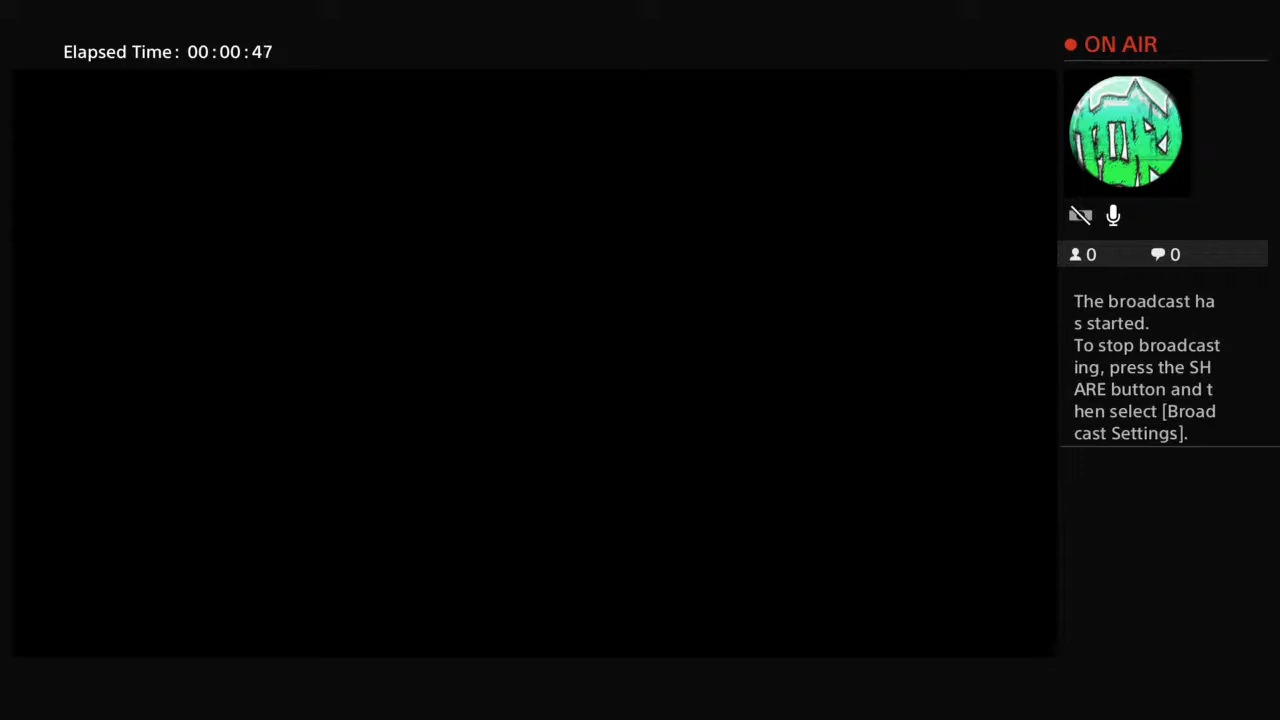 Elapsed Time: 00:00:47
ON AIR
0 0
The broadcast ha
s started.
To stop broadcast
ing, press the SH
ARE button and t
hen select [Broad
cast Settings].